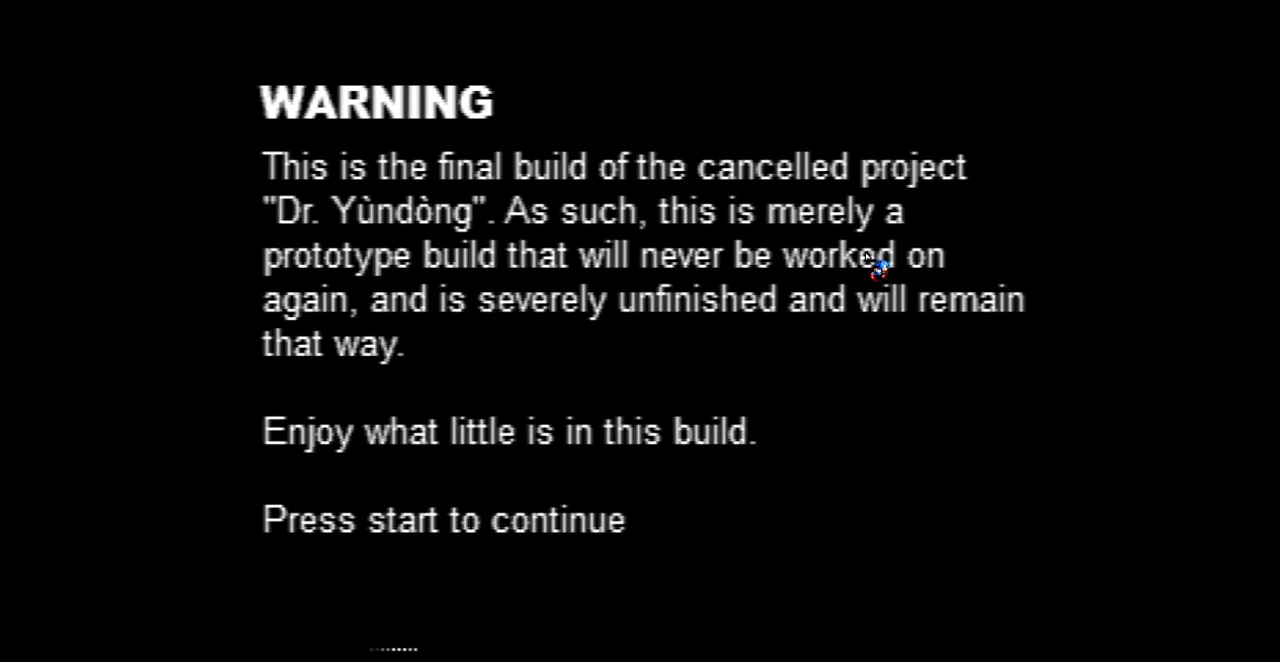 WARNING
This is the final build of the cancelled project
"Dr. Yùndòng". As such, this is merely a
prototype build that will never be worked on
again, and is severely unfinished and will remain
that way.
Enjoy what little is in this build.
Press start to continue